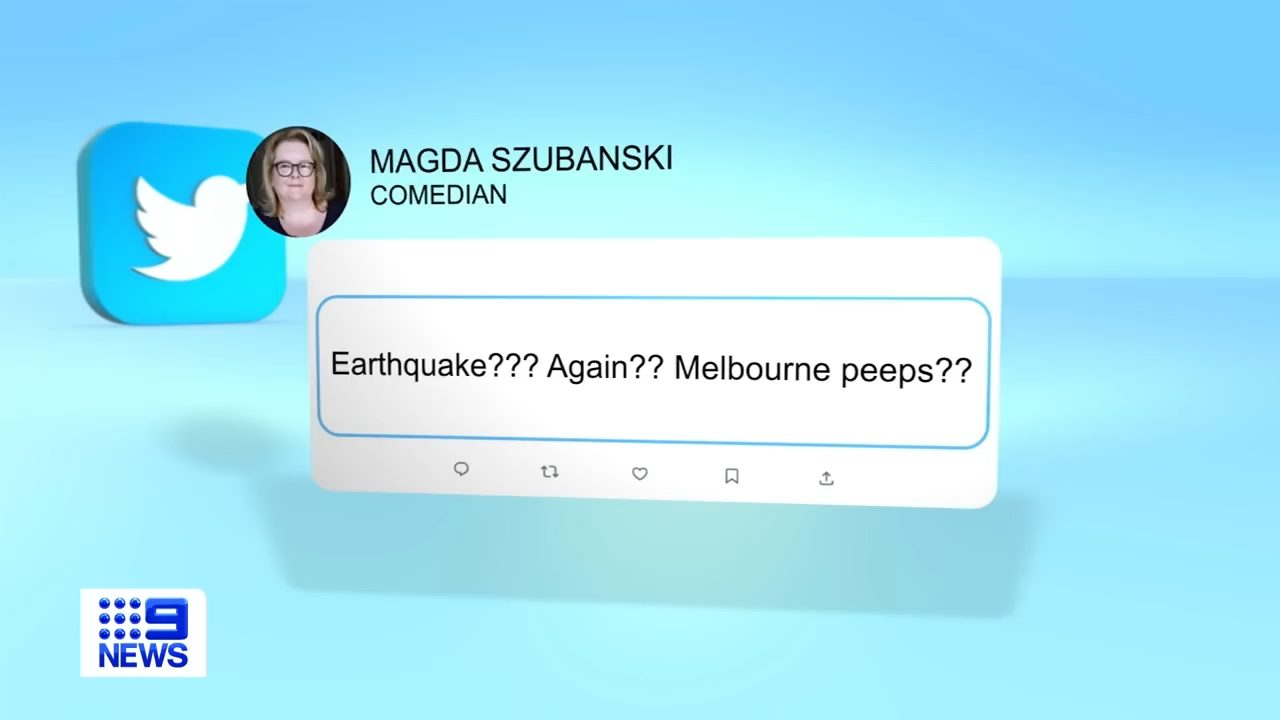 MAGDA SZUBANSKI
COMEDIAN
Earthquake??? Again?? Melbourne peeps??
9
NEWS